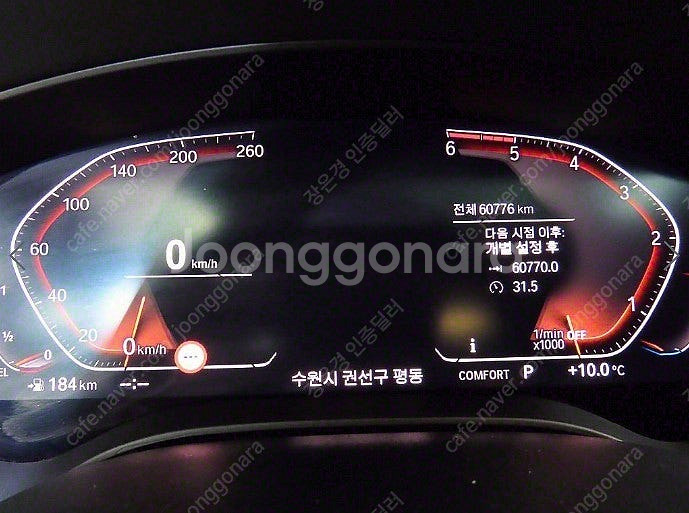 260
200
140
100
60
40
20
0 km/h
0 km/h
6
5
4
3
2
1
전체 60776 km
다음 시점 이후:
개별 설정 후
60770.0
31.5
1/min
x1000
OFF
i
1
½
0
EL
184 km
--:--
수원시 권선구 평동
COMFORT P +10.0 °C
joonggonara
cafe.naver.com/joonggonara
장은경 인증딜러